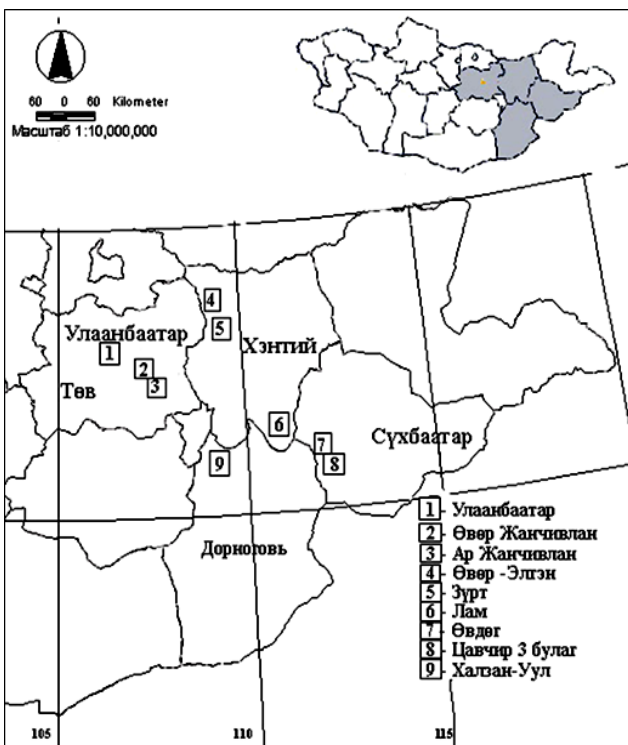 60 0 60 Kilometer
Масштаб 1:10,000,000
4
5
Улаанбаатар
1
2
3
Хэнтий
Төв
6
7
8
9
Сүхбаатар
Дорноговь
1 - Улаанбаатар
2 - Өвөр Жанчивлан
3 - Ар Жанчивлан
4 - Өвөр -Элгэн
5 - Зүрт
6 - Лам
7 - Өвдөг
8 - Цавчир 3 булаг
9 - Халзан-Уул
105
110
115